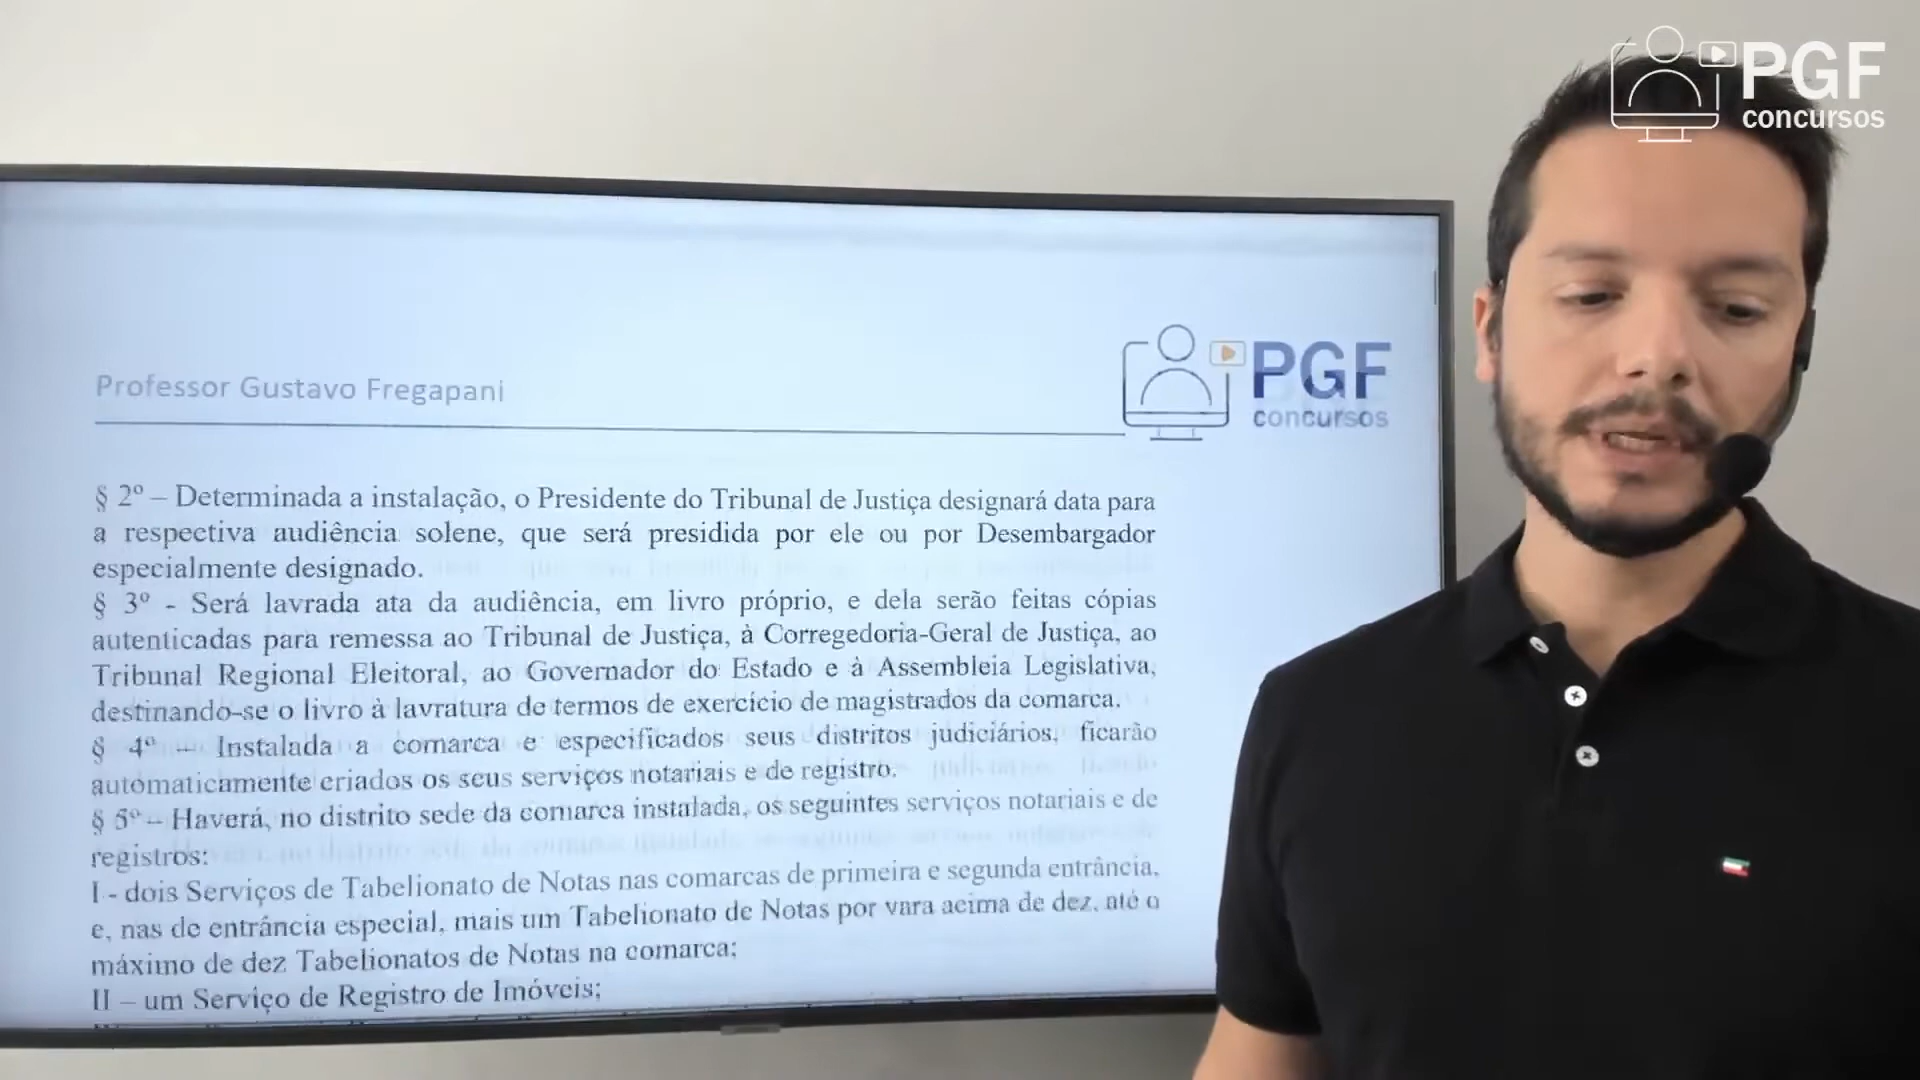 PGF
concursos
Professor Gustavo Fregapani
PGF
concursos
§ 2º – Determinada a instalação, o Presidente do Tribunal de Justiça designará data para
a respectiva audiência solene, que será presidida por ele ou por Desembargador
especialmente designado.
§ 3º - Será lavrada ata da audiência, em livro próprio, e dela serão feitas cópias
autenticadas para remessa ao Tribunal de Justiça, à Corregedoria-Geral de Justiça, ao
Tribunal Regional Eleitoral, ao Governador do Estado e à Assembleia Legislativa,
destinando-se o livro à lavratura de termos de exercício de magistrados da comarca.
§ 4º – Instalada a comarca e especificados seus distritos judiciários, ficarão
automaticamente criados os seus serviços notariais e de registro.
§ 5º – Haverá, no distrito sede da comarca instalada, os seguintes serviços notariais e de
registros:
I - dois Serviços de Tabelionato de Notas nas comarcas de primeira e segunda entrância,
e, nas de entrância especial, mais um Tabelionato de Notas por vara acima de dez, até o
máximo de dez Tabelionatos de Notas na comarca;
II – um Serviço de Registro de Imóveis;